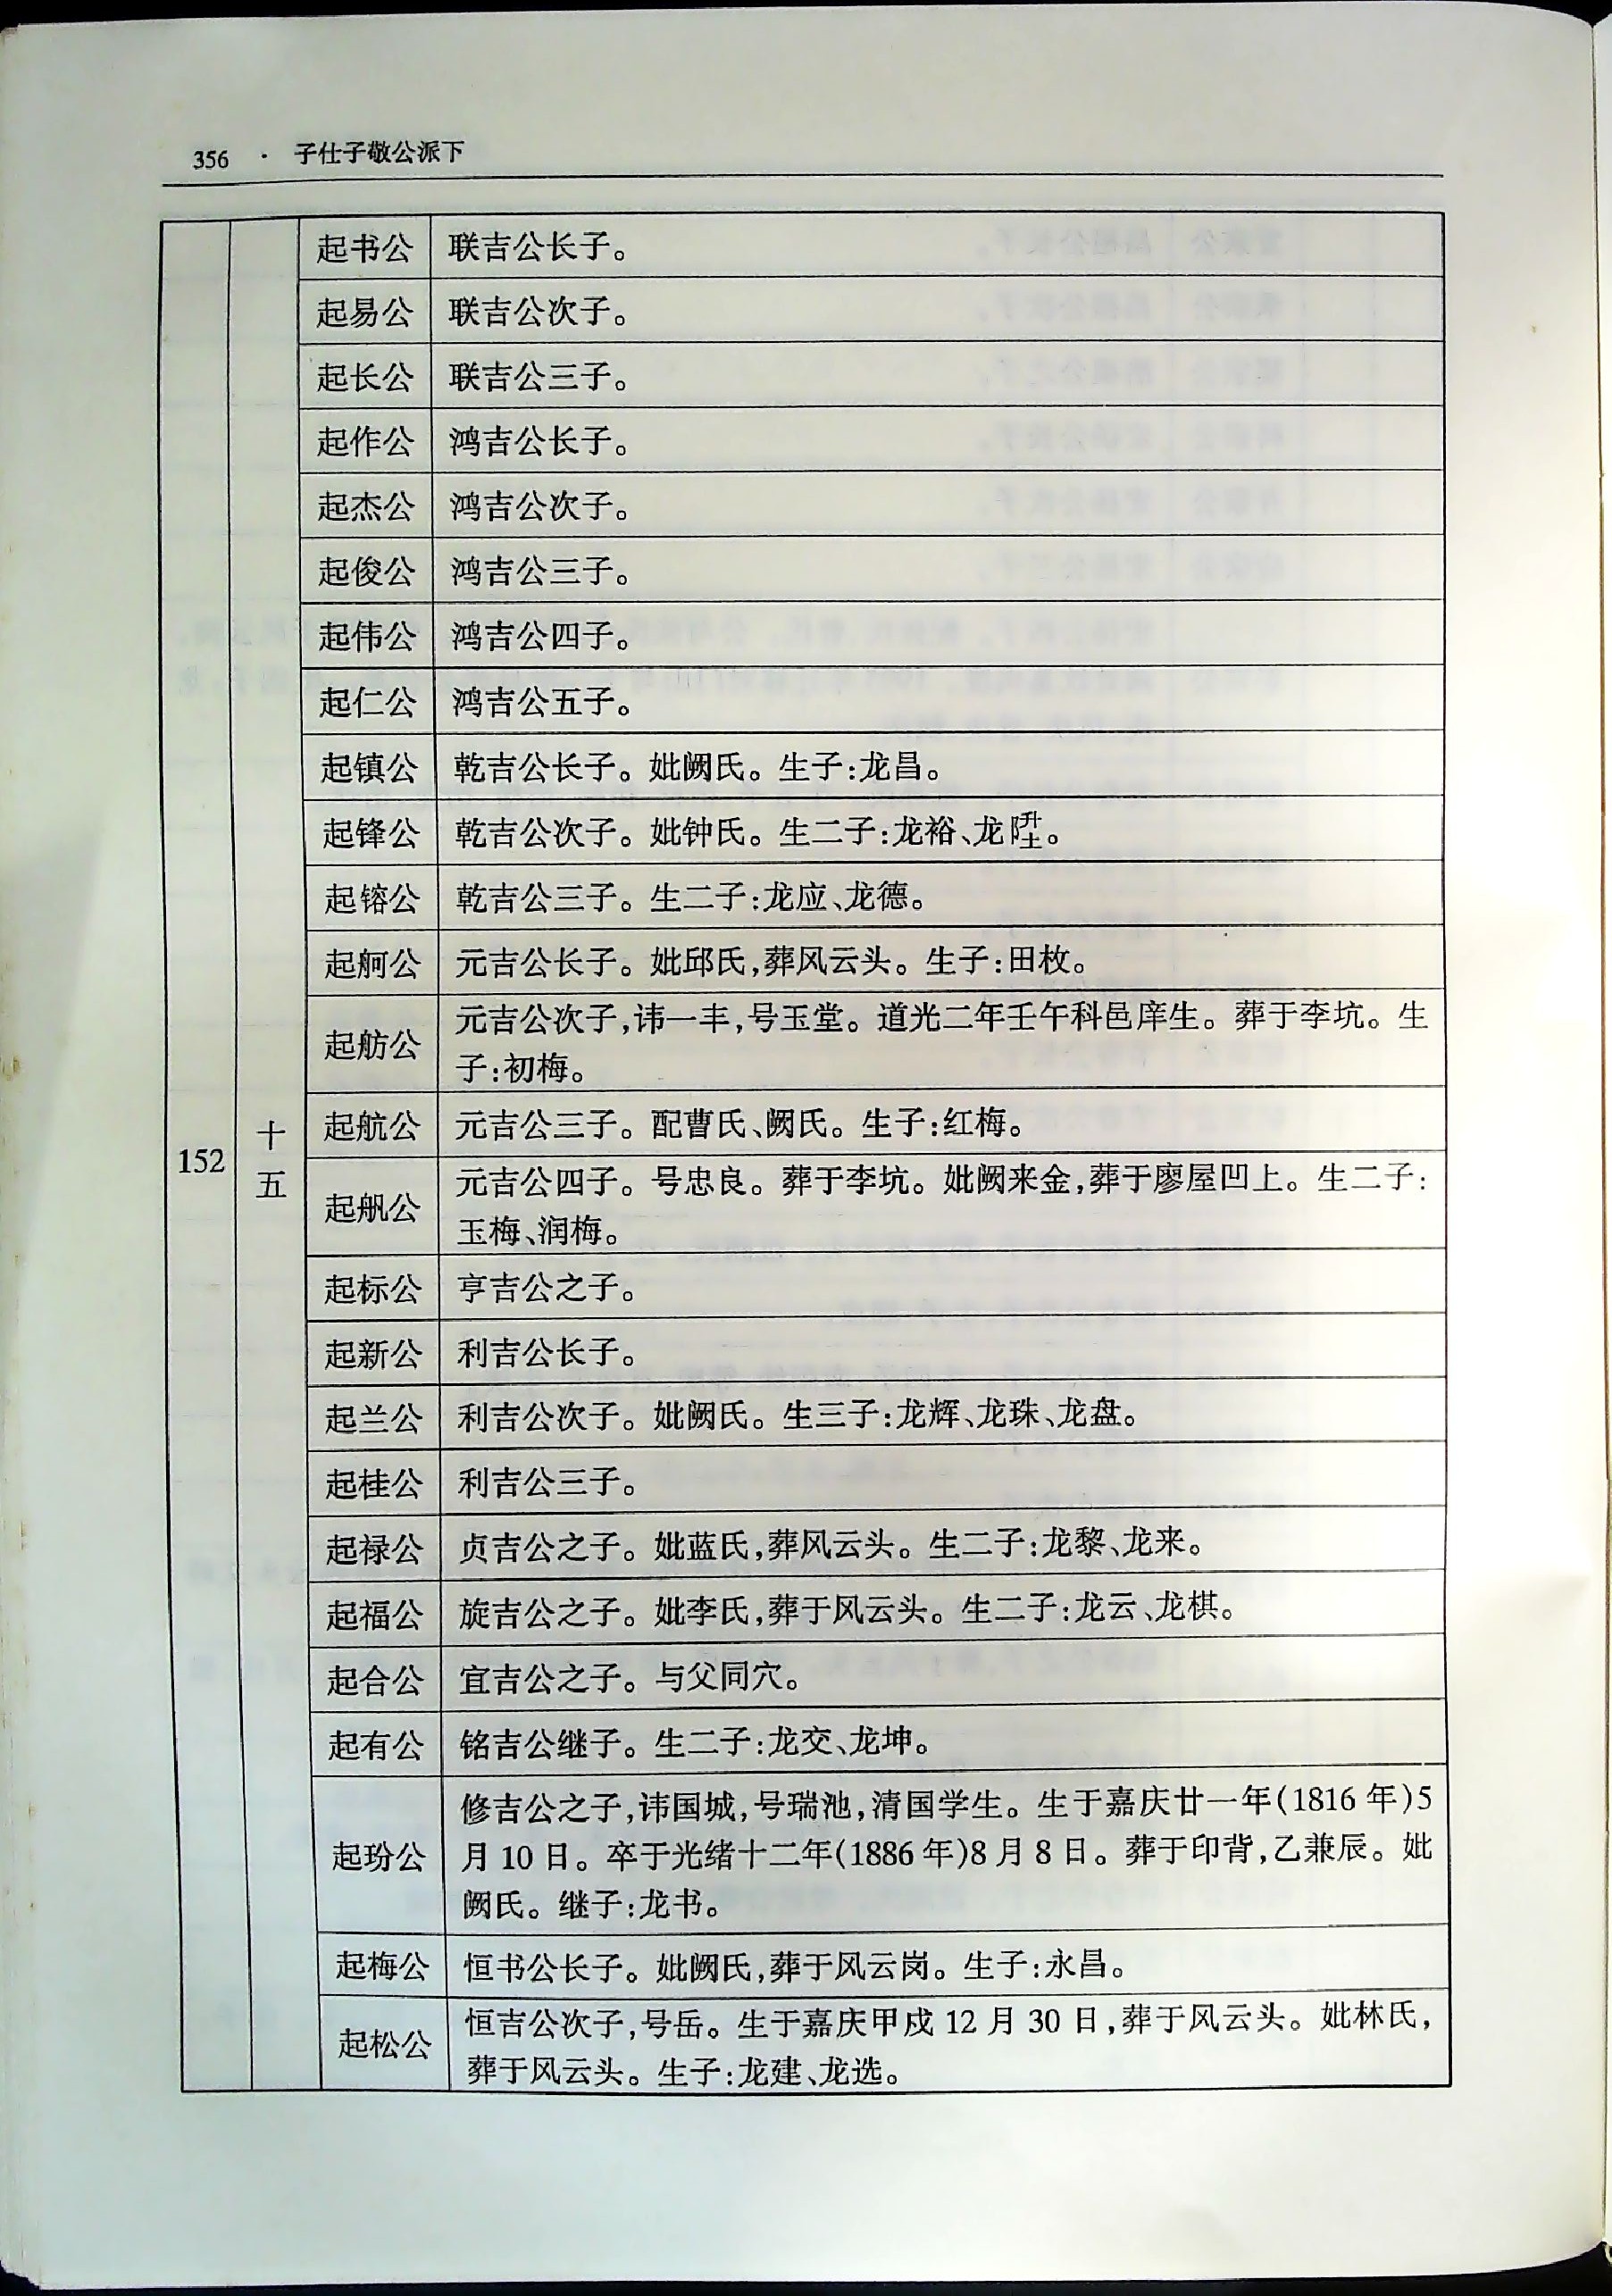 356 · 子仕子敬公派下
起书公 联吉公长子。
起易公 联吉公次子。
起长公 联吉公三子。
起作公 鸿吉公长子。
起杰公 鸿吉公次子。
起俊公 鸿吉公三子。
起伟公 鸿吉公四子。
起仁公 鸿吉公五子。
起镇公 乾吉公长子。妣阙氏。生子:龙昌。
起锋公 乾吉公次子。妣钟氏。生二子:龙裕、龙陞。
起镕公 乾吉公三子。生二子:龙应、龙德。
起舸公 元吉公长子。妣邱氏,葬风云头。生子:田枚。
起舫公 元吉公次子,讳一丰,号玉堂。道光二年壬午科邑庠生。葬于李坑。生
子:初梅。
152 十五
起航公 元吉公三子。配曹氏、阙氏。生子:红梅。
起舤公 元吉公四子。号忠良。葬于李坑。妣阙来金,葬于廖屋凹上。生二子:
玉梅、润梅。
起标公 亨吉公之子。
起新公 利吉公长子。
起兰公 利吉公次子。妣阙氏。生三子:龙辉、龙珠、龙盘。
起桂公 利吉公三子。
起禄公 贞吉公之子。妣蓝氏,葬风云头。生二子:龙黎、龙来。
起福公 旋吉公之子。妣李氏,葬于风云头。生二子:龙云、龙棋。
起合公 宜吉公之子。与父同穴。
起有公 铭吉公继子。生二子:龙交、龙坤。
起玢公 修吉公之子,讳国城,号瑞池,清国学生。生于嘉庆廿一年(1816年)5
月10日。卒于光绪十二年(1886年)8月8日。葬于印背,乙兼辰。妣
阙氏。继子:龙书。
起梅公 恒书公长子。妣阙氏,葬于风云岗。生子:永昌。
起松公 恒吉公次子,号岳。生于嘉庆甲戍12月30日,葬于风云头。妣林氏,
葬于风云头。生子:龙建、龙选。